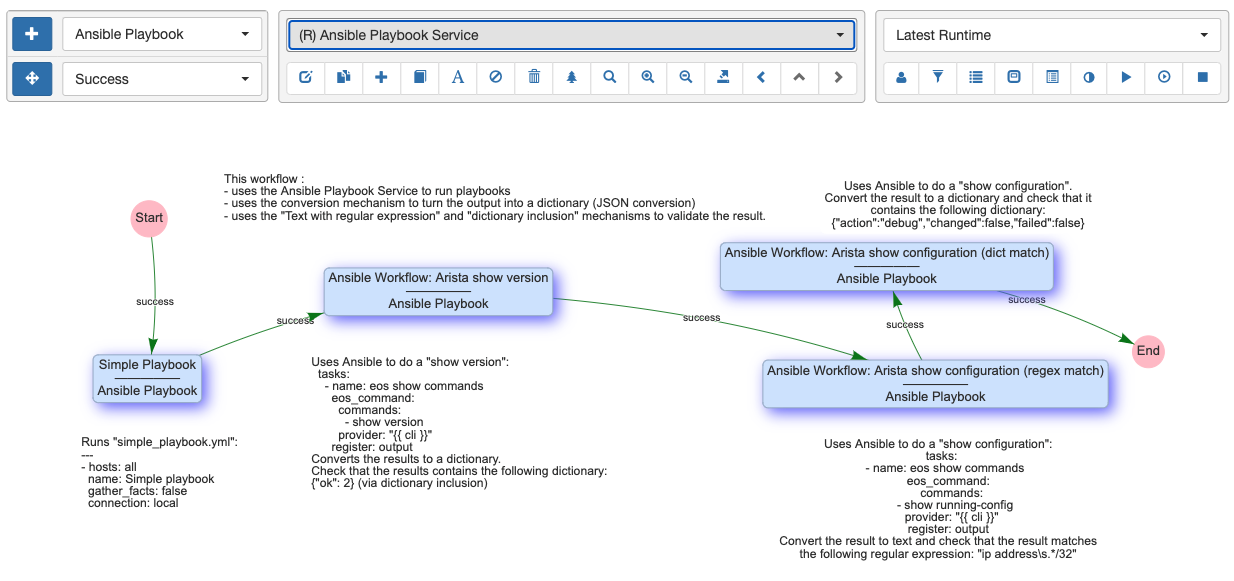 Ansible Playbook
(R) Ansible Playbook Service
Latest Runtime
Success
This workflow :
- uses the Ansible Playbook Service to run playbooks
- uses the conversion mechanism to turn the output into a dictionary (JSON conversion)
- uses the "Text with regular expression" and "dictionary inclusion" mechanisms to validate the result.
Uses Ansible to do a "show configuration".
Convert the result to a dictionary and check that it
contains the following dictionary:
{"action":"debug","changed":false,"failed":false}
Start
success
Simple Playbook
Ansible Playbook
success
Ansible Workflow: Arista show version
Ansible Playbook
success
Ansible Workflow: Arista show configuration (dict match)
Ansible Playbook
success
success
End
Ansible Workflow: Arista show configuration (regex match)
Ansible Playbook
Runs "simple_playbook.yml":
---
- hosts: all
name: Simple playbook
gather_facts: false
connection: local
Uses Ansible to do a "show version":
tasks:
- name: eos show commands
eos_command:
commands:
- show version
provider: "{{ cli }}"
register: output
Converts the results to a dictionary.
Check that the results contains the following dictionary:
{"ok": 2} (via dictionary inclusion)
Uses Ansible to do a "show configuration":
tasks:
- name: eos show commands
eos_command:
commands:
- show running-config
provider: "{{ cli }}"
register: output
Convert the result to text and check that the result matches
the following regular expression: "ip address\s.*/32"